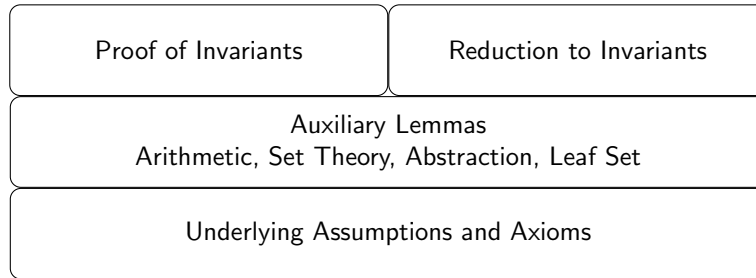 Proof of Invariants
Reduction to Invariants
Auxiliary Lemmas
Arithmetic, Set Theory, Abstraction, Leaf Set
Underlying Assumptions and Axioms